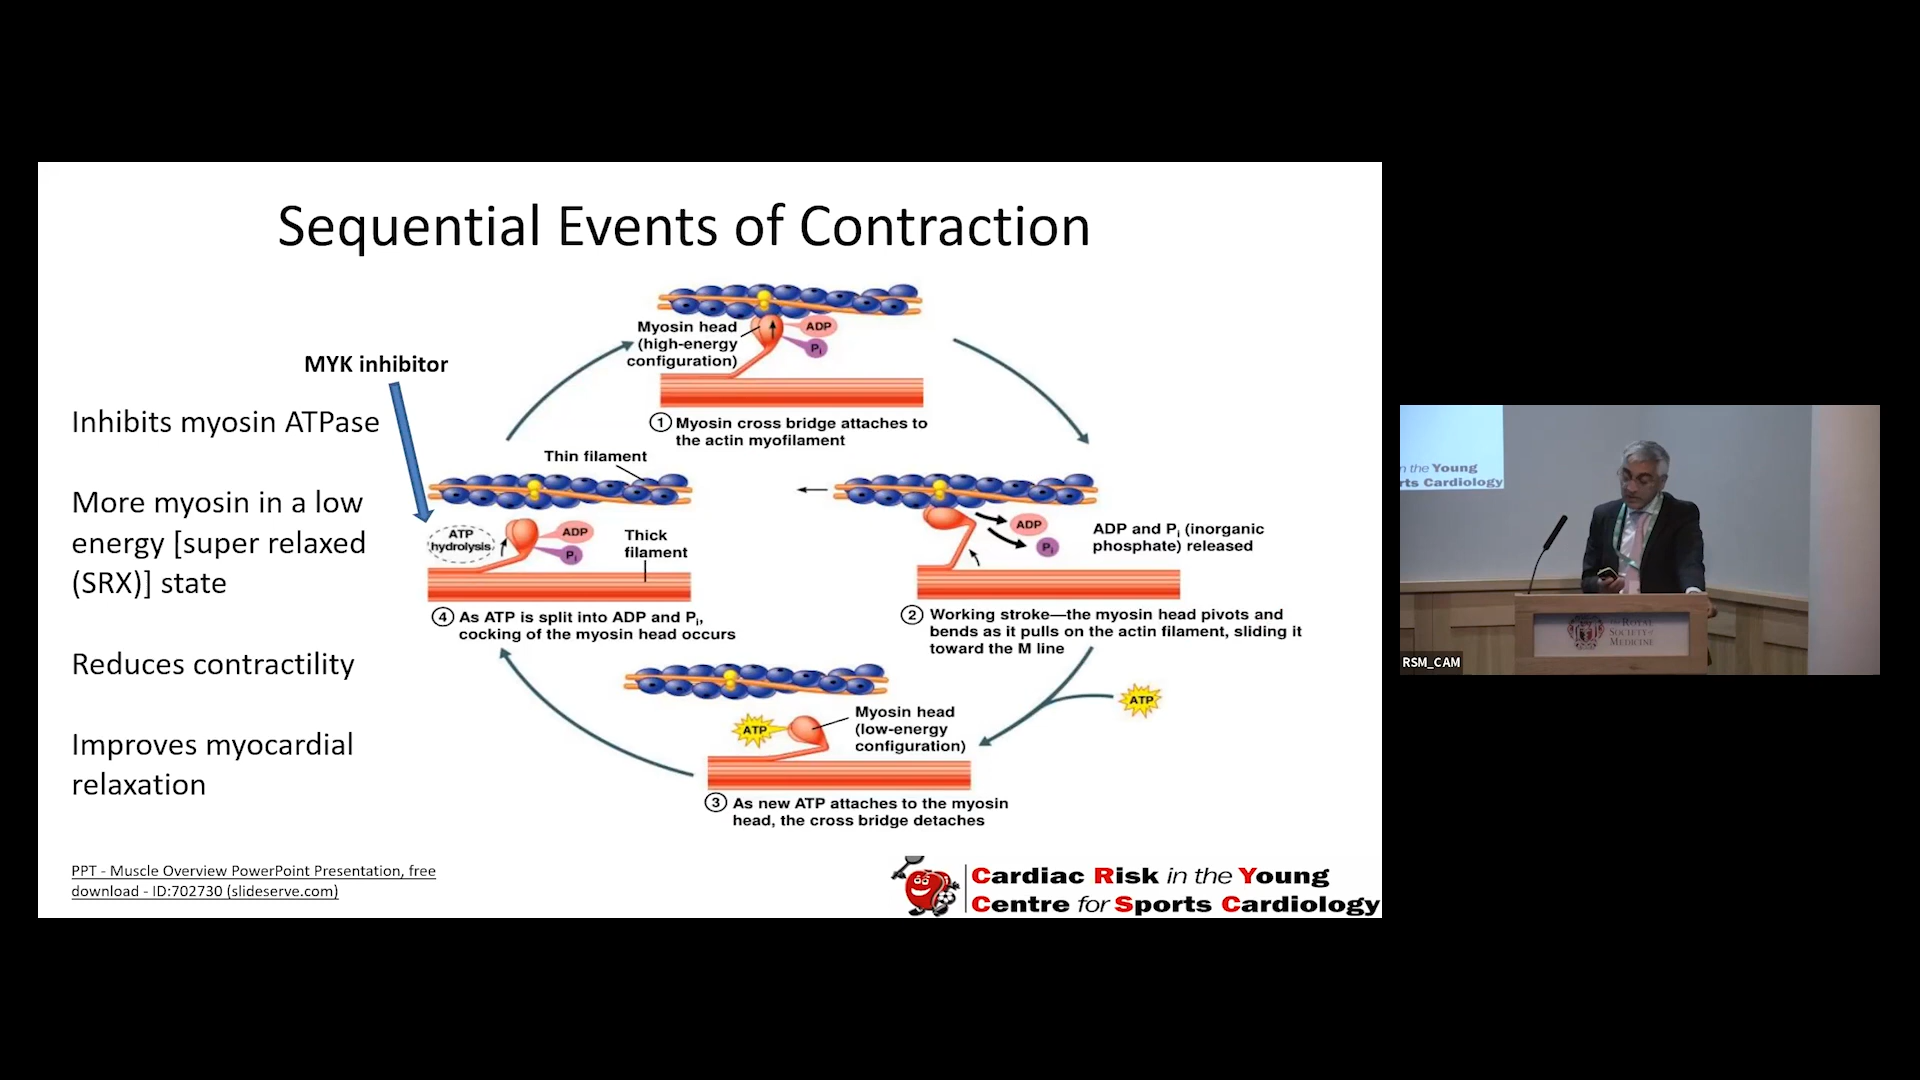 Sequential Events of Contraction
MYK inhibitor
Inhibits myosin ATPase
More myosin in a low
energy [super relaxed
(SRX)] state
Reduces contractility
Improves myocardial
relaxation
Myosin head
(high-energy
configuration)
ADP
Pi
1 Myosin cross bridge attaches to
the actin myofilament
Thin filament
ATP
hydrolysis
ADP
Pi
Thick
filament
4 As ATP is split into ADP and Pi,
cocking of the myosin head occurs
ADP
Pi
ADP and Pi (inorganic
phosphate) released
2 Working stroke—the myosin head pivots and
bends as it pulls on the actin filament, sliding it
toward the M line
ATP
ATP
Myosin head
(low-energy
configuration)
3 As new ATP attaches to the myosin
head, the cross bridge detaches
PPT - Muscle Overview PowerPoint Presentation, free
download - ID:702730 (slideserve.com)
Cardiac Risk in the Young
Centre for Sports Cardiology
n the Young
rts Cardiology
the ROYAL
SOCIETY of
MEDICINE
RSM_CAM